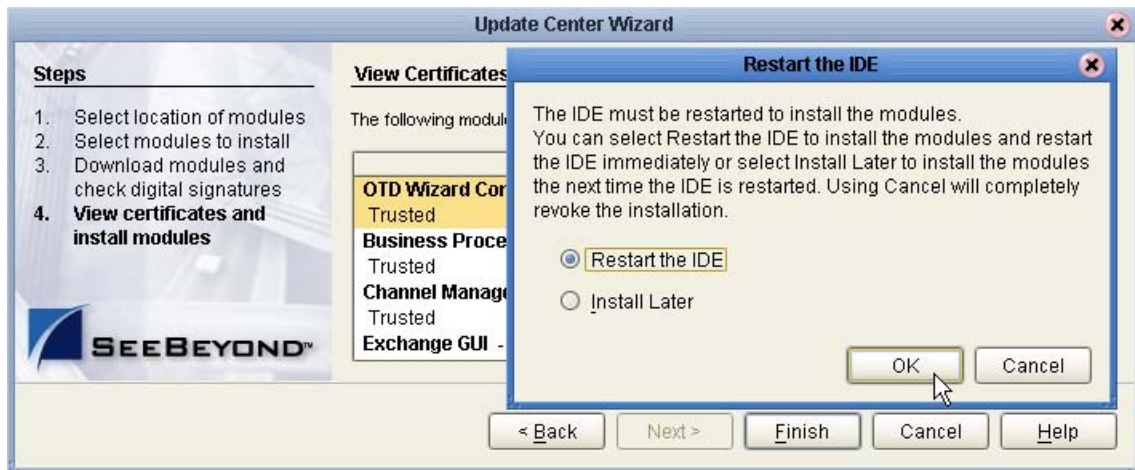 Update Center Wizard
Steps
1. Select location of modules
2. Select modules to install
3. Download modules and
check digital signatures
4. View certificates and
install modules
SEEBEYOND™
View Certificates
The following
OTD Wizard
Trusted
Business
Trusted
Channel
Trusted
Exchange GUI -
Restart the IDE
The IDE must be restarted to install the modules.
You can select Restart the IDE to install the modules and restart
the IDE immediately or select Install Later to install the modules
the next time the IDE is restarted. Using Cancel will completely
revoke the installation.
Restart the IDE
Install Later
OK
Cancel
< Back
Next >
Finish
Cancel
Help